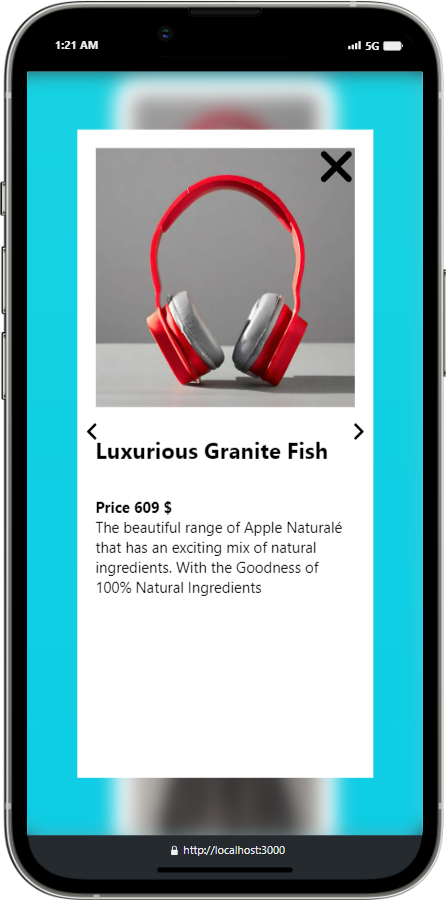 1:21 AM
5G
Luxurious Granite Fish
Price 609 $
The beautiful range of Apple Naturalé
that has an exciting mix of natural
ingredients. With the Goodness of
100% Natural Ingredients
http://localhost:3000